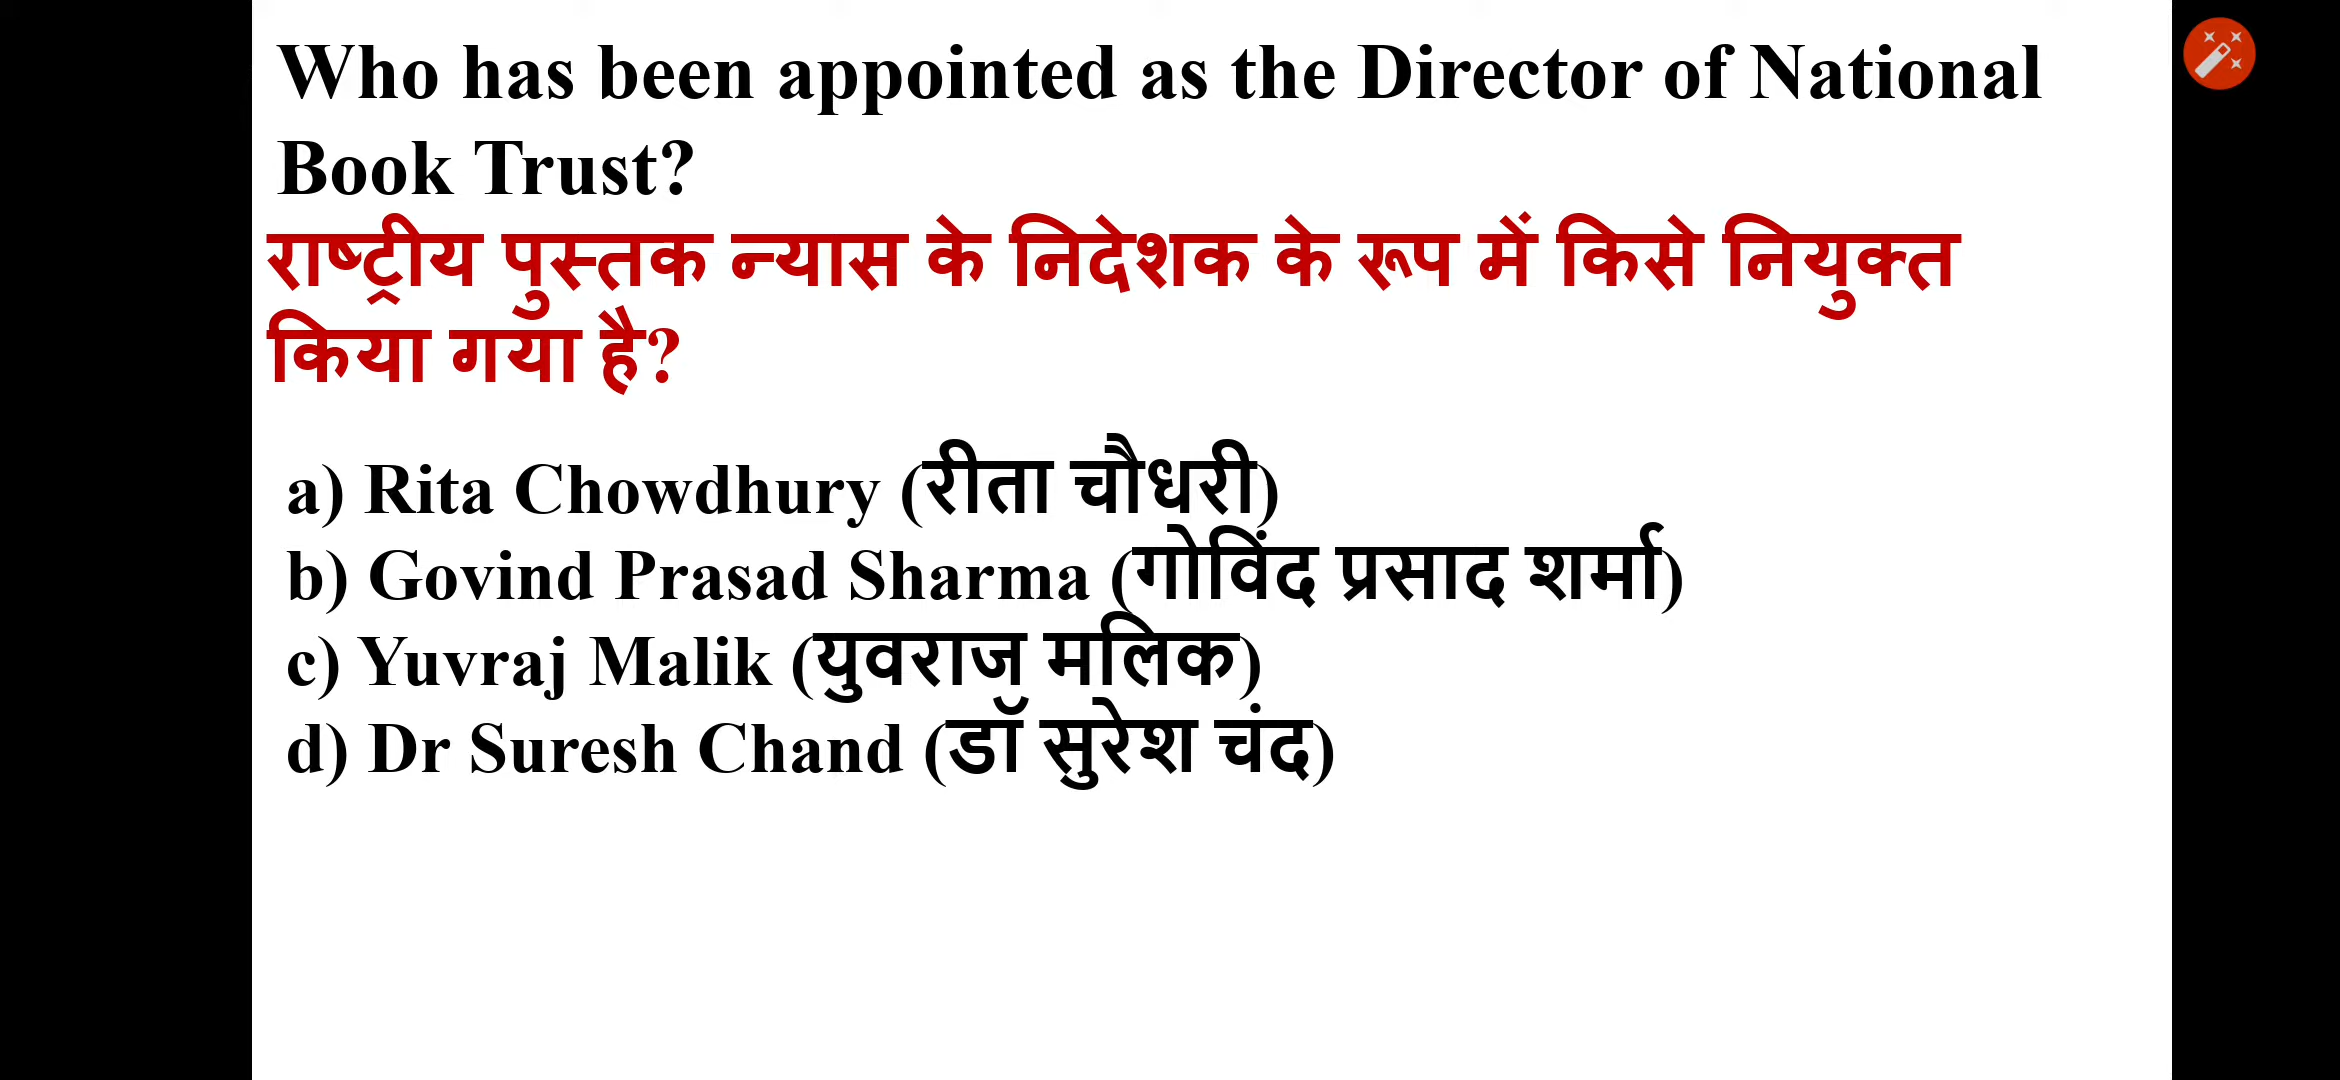 Who has been appointed as the Director of National
Book Trust?
राष्ट्रीय पुस्तक न्यास के निदेशक के रूप में किसे नियुक्त
किया गया है?
a) Rita Chowdhury (रीता चौधरी)
b) Govind Prasad Sharma (गोविंद प्रसाद शर्मा)
c) Yuvraj Malik (युवराज मलिक)
d) Dr Suresh Chand (डॉ सुरेश चंद)